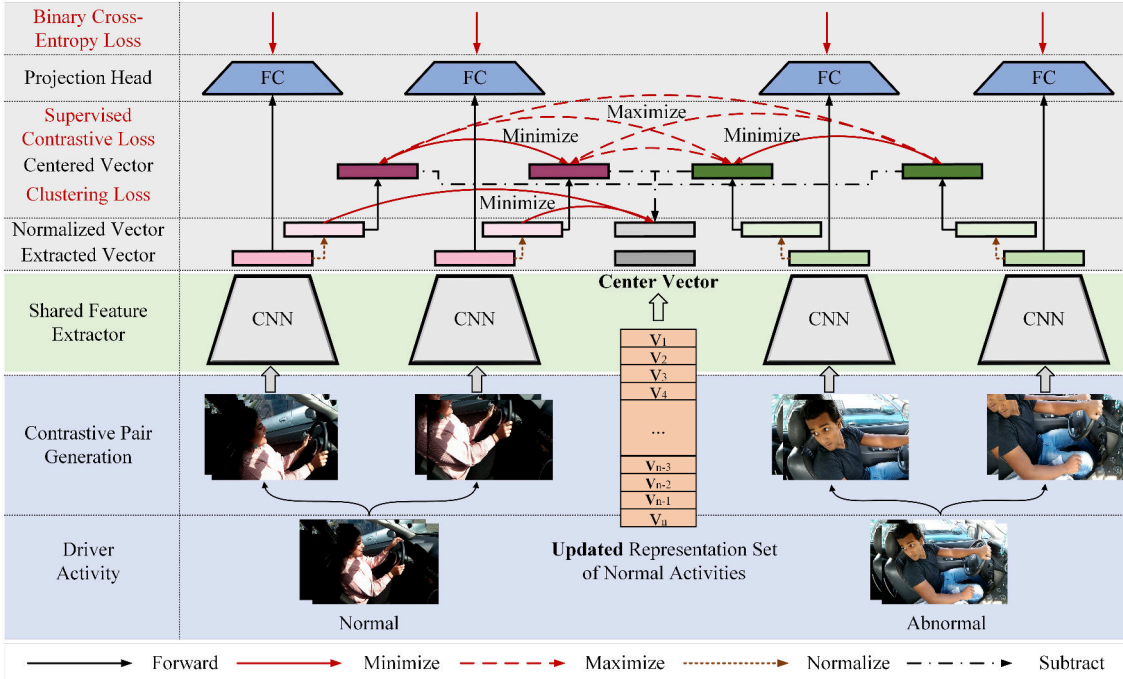 Binary Cross-
Entropy Loss
Projection Head
FC
FC
FC
FC
Supervised
Contrastive Loss
Centered Vector
Clustering Loss
Maximize
Minimize
Minimize
Minimize
Normalized Vector
Extracted Vector
Center Vector
Shared Feature
Extractor
CNN
CNN
CNN
CNN
V1
V2
V3
V4
...
Vn-3
Vn-2
Vn-1
Vn
Contrastive Pair
Generation
Driver
Activity
Updated Representation Set
of Normal Activities
Normal
Abnormal
Forward
Minimize
Maximize
Normalize
Subtract